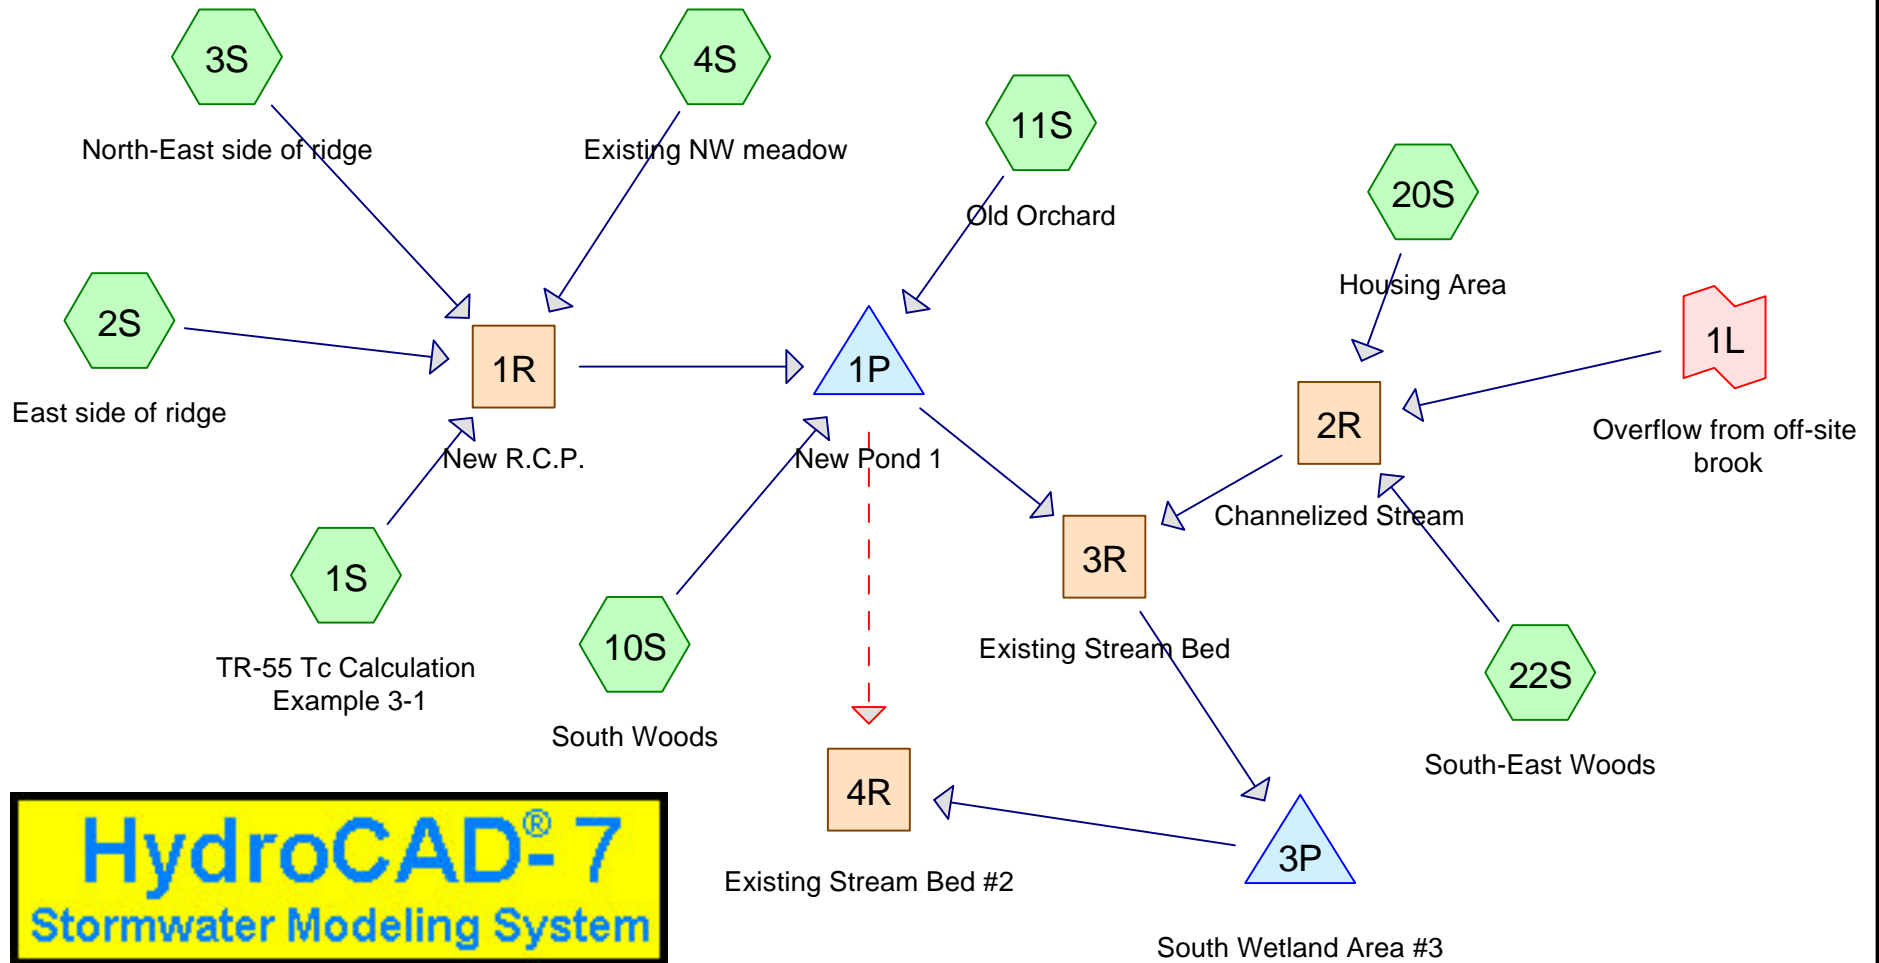 3S
North-East side of ridge
4S
Existing NW meadow
11S
Old Orchard
20S
Housing Area
2S
East side of ridge
1R
New R.C.P.
1P
New Pond 1
1L
Overflow from off-site
brook
2R
Channelized Stream
1S
TR-55 Tc Calculation
Example 3-1
10S
South Woods
3R
Existing Stream Bed
22S
South-East Woods
4R
Existing Stream Bed #2
3P
South Wetland Area #3
HydroCAD®- 7
Stormwater Modeling System